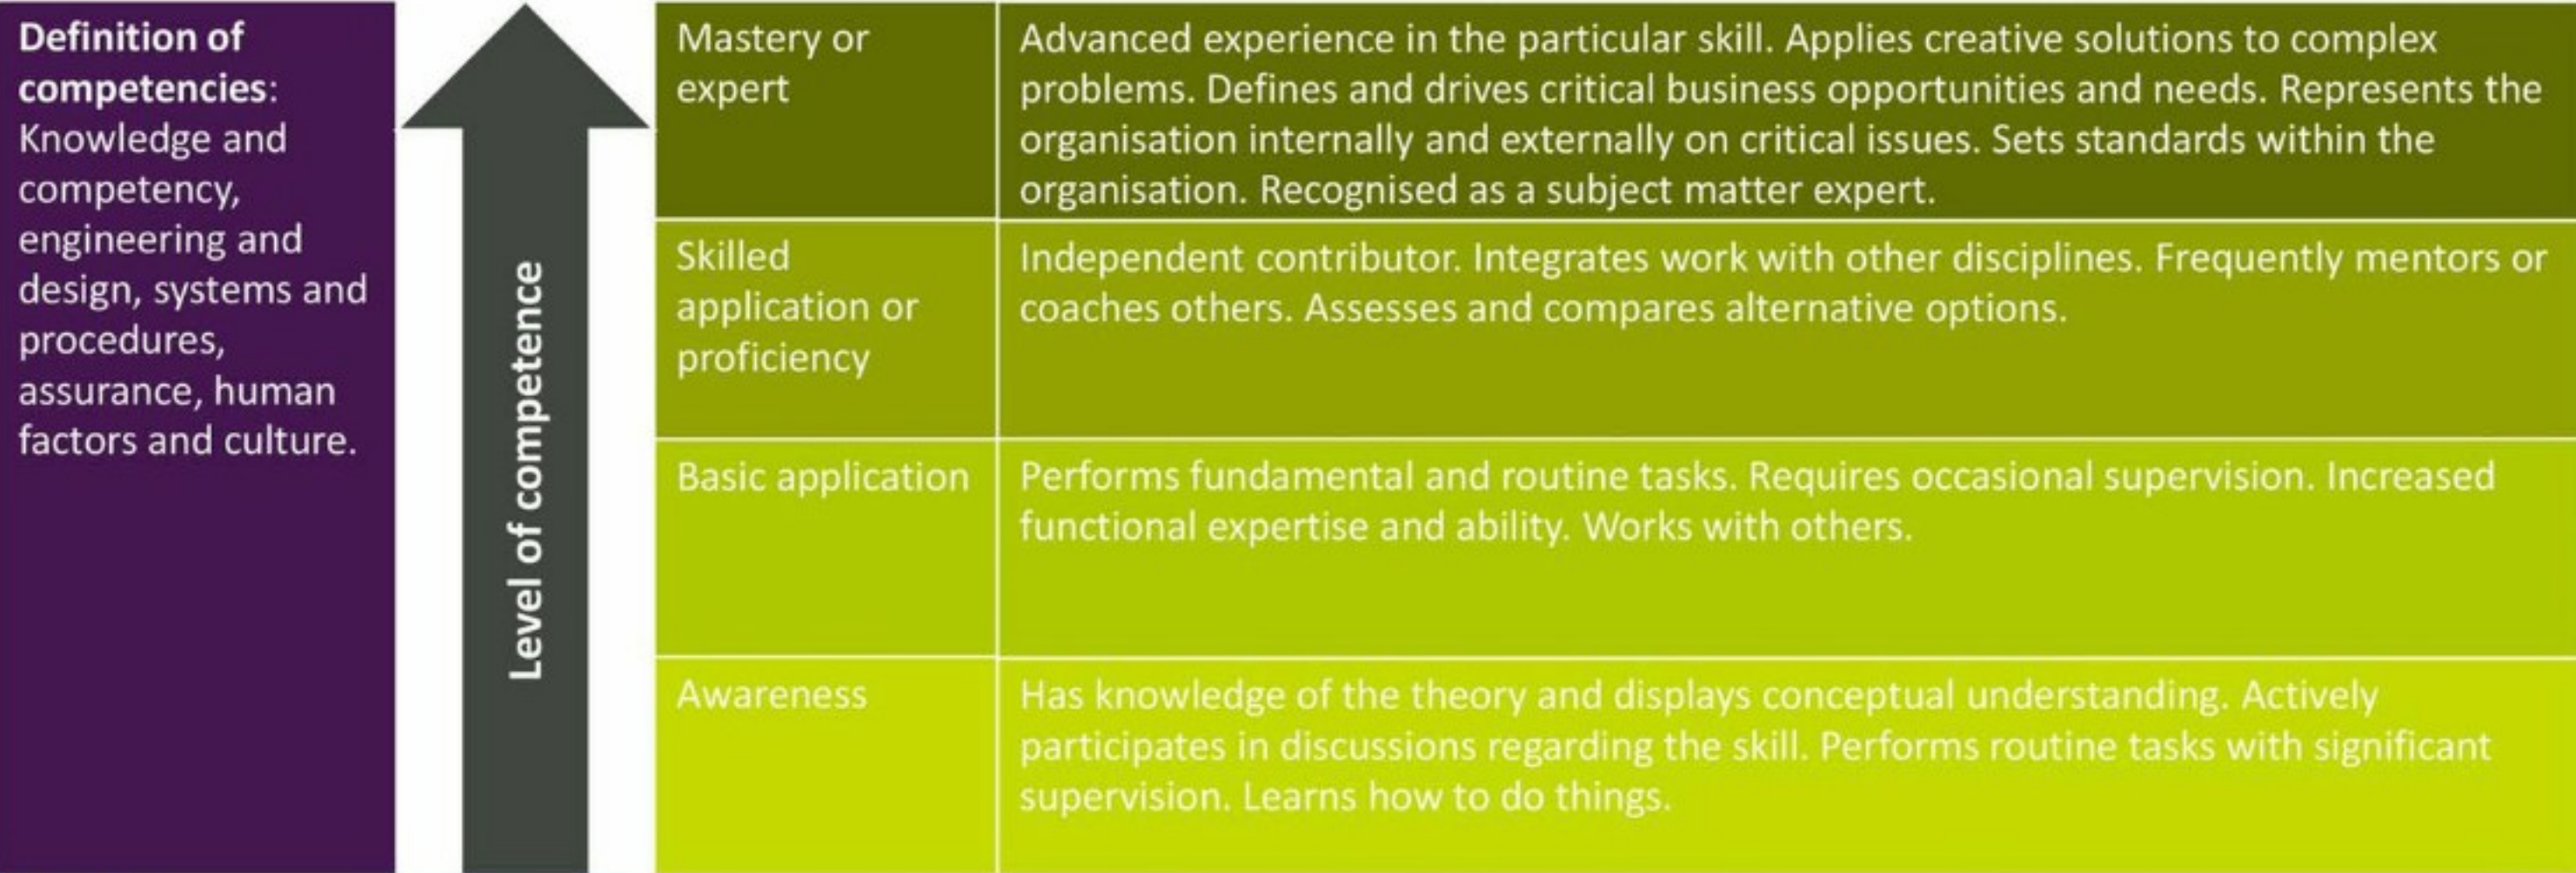 Definition of
competencies:
Knowledge and
competency,
engineering and
design, systems and
procedures,
assurance, human
factors and culture.
Level of competence
Mastery or
expert
Advanced experience in the particular skill. Applies creative solutions to complex
problems. Defines and drives critical business opportunities and needs. Represents the
organisation internally and externally on critical issues. Sets standards within the
organisation. Recognised as a subject matter expert.
Skilled
application or
proficiency
Independent contributor. Integrates work with other disciplines. Frequently mentors or
coaches others. Assesses and compares alternative options.
Basic application
Performs fundamental and routine tasks. Requires occasional supervision. Increased
functional expertise and ability. Works with others.
Awareness
Has knowledge of the theory and displays conceptual understanding. Actively
participates in discussions regarding the skill. Performs routine tasks with significant
supervision. Learns how to do things.